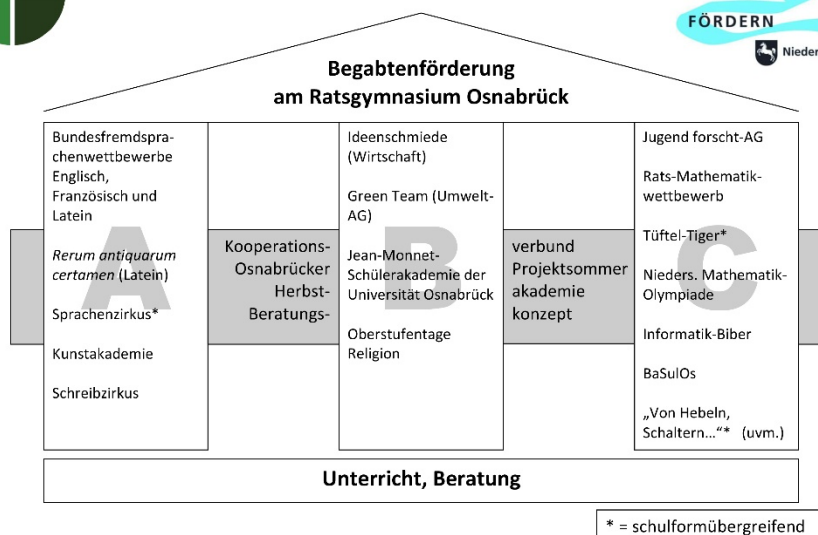 FÖRDERN
Nieder
Begabtenförderung
am Ratsgymnasium Osnabrück
A
Bundesfremdspra-
chenwettbewerbe
Englisch,
Französisch und
Latein
Rerum antiquarum
certamen (Latein)
Sprachenzirkus*
Kunstakademie
Schreibzirkus
Kooperations-
Osnabrücker
Herbst-
Beratungs-
B
Ideenschmiede
(Wirtschaft)
Green Team (Umwelt-
AG)
Jean-Monnet-
Schülerakademie der
Universität Osnabrück
Oberstufentage
Religion
verbund
Projektsommer
akademie
konzept
C
Jugend forscht-AG
Rats-Mathematik-
wettbewerb
Tüftel-Tiger*
Nieders. Mathematik-
Olympiade
Informatik-Biber
BaSulOs
„Von Hebeln,
Schaltern…“* (uvm.)
Unterricht, Beratung
* = schulformübergreifend